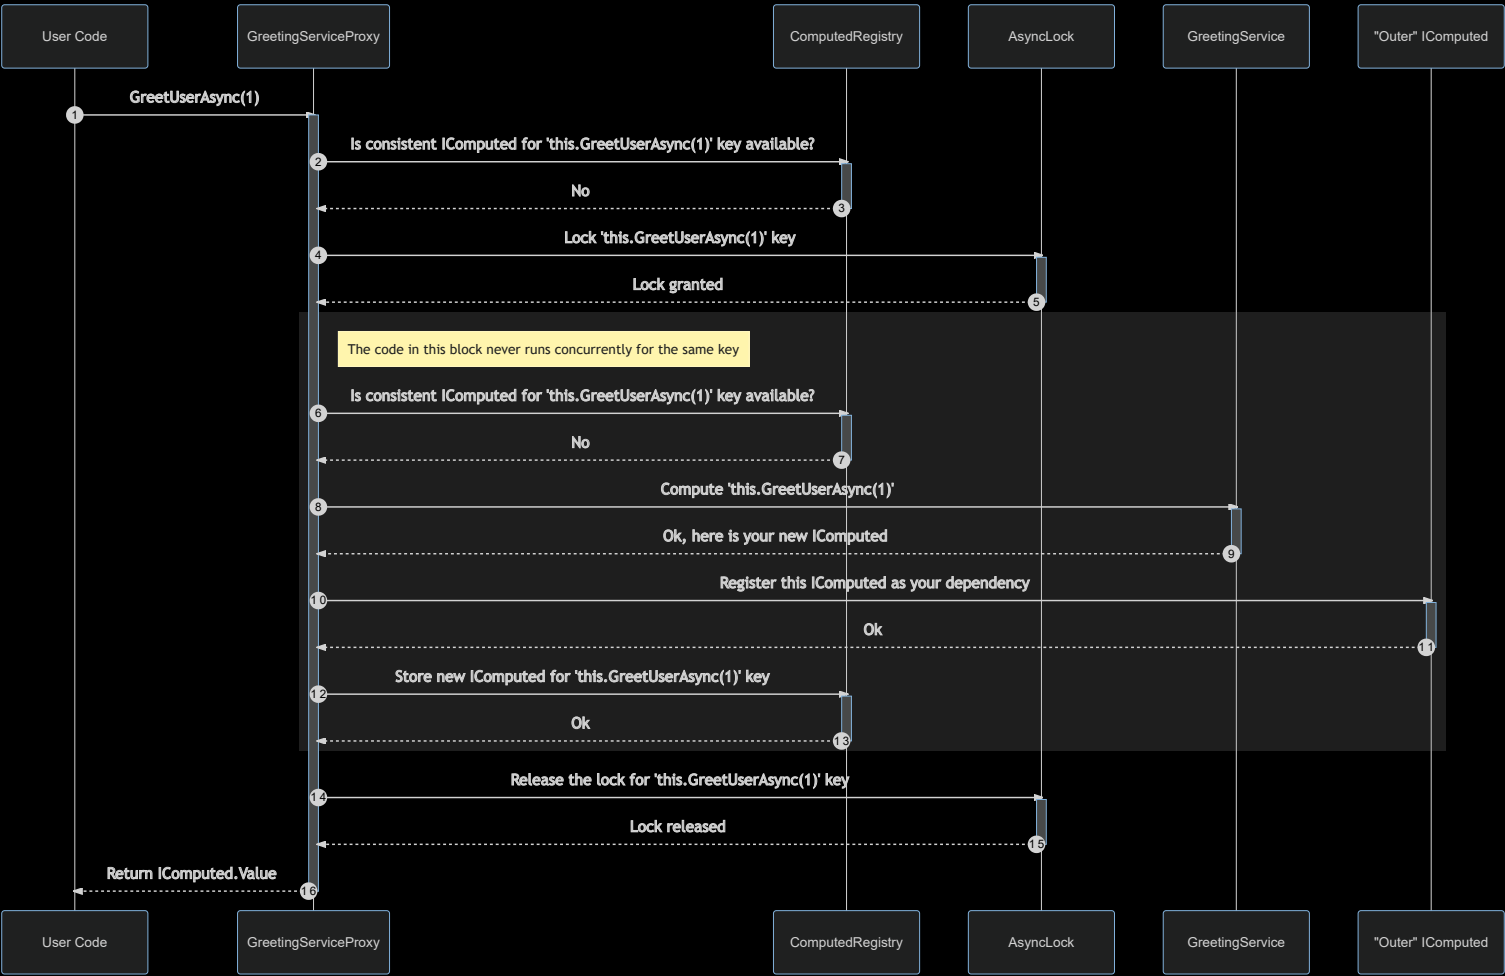 User Code
GreetingServiceProxy
ComputedRegistry
AsyncLock
GreetingService
"Outer" IComputed
GreetUserAsync(1)
1
Is consistent IComputed for 'this.GreetUserAsync(1)' key available?
2
No
3
Lock 'this.GreetUserAsync(1)' key
4
Lock granted
5
The code in this block never runs concurrently for the same key
Is consistent IComputed for 'this.GreetUserAsync(1)' key available?
6
No
7
Compute 'this.GreetUserAsync(1)'
8
Ok, here is your new IComputed
9
Register this IComputed as your dependency
10
Ok
11
Store new IComputed for 'this.GreetUserAsync(1)' key
12
Ok
13
Release the lock for 'this.GreetUserAsync(1)' key
14
Lock released
15
Return IComputed.Value
16
User Code
GreetingServiceProxy
ComputedRegistry
AsyncLock
GreetingService
"Outer" IComputed